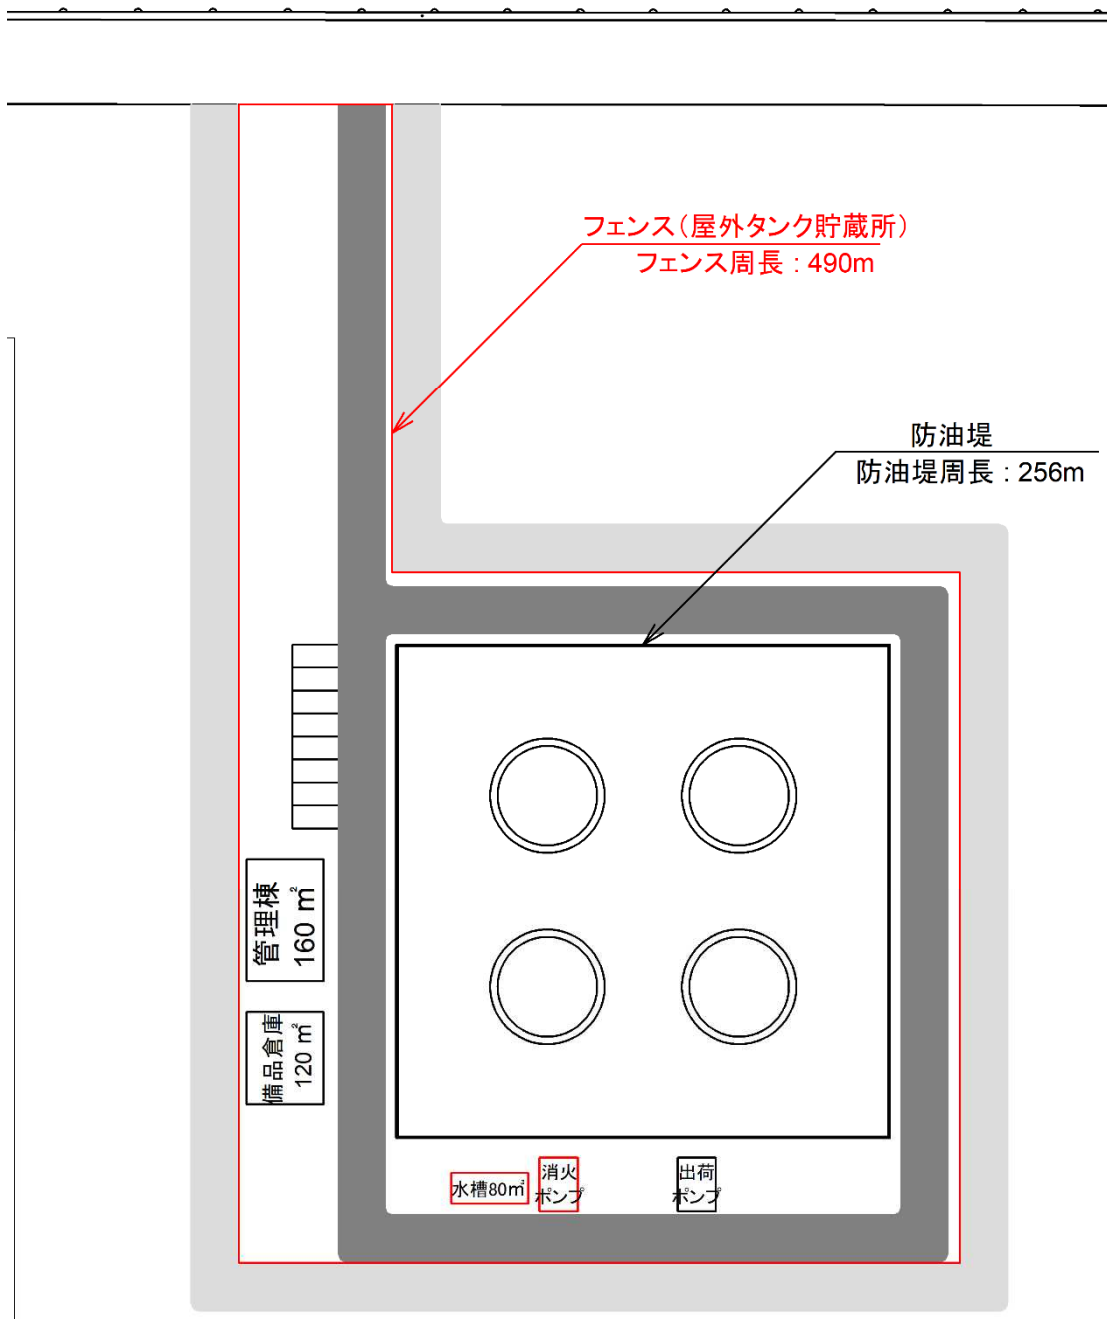 フェンス（屋外タンク貯蔵所）
フェンス周長：490m
防油堤
防油堤周長：256m
管理棟
160 ㎡
備品倉庫
120 ㎡
水槽80㎥
消火
ポンプ
出荷
ポンプ